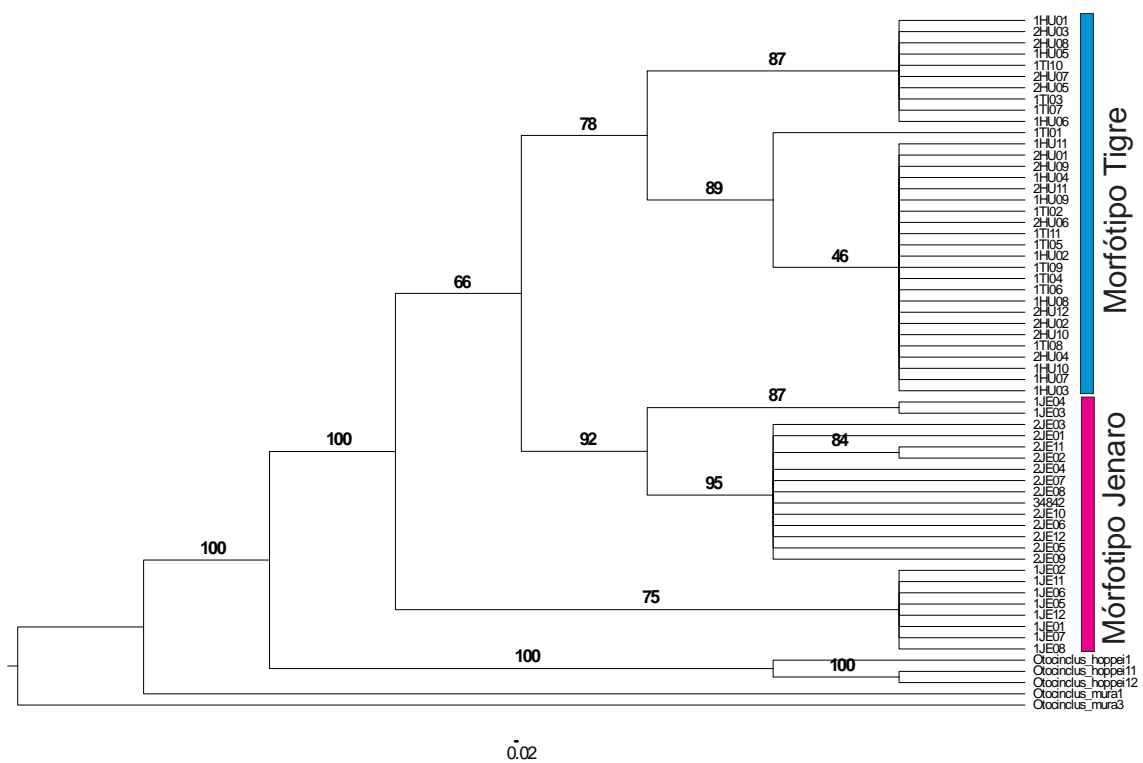 1HU01
2HU03
2HU08
1HU05
1TI10
2HU07
2HU05
1TI03
1TI07
1HU06
1TI01
1HU11
2HU01
2HU09
1HU04
2HU11
1HU09
1TI02
2HU06
1TI11
1TI05
1HU02
1TI09
1TI04
1TI06
1HU08
2HU12
2HU02
2HU10
1TI08
2HU04
1HU10
1HU07
1HU03
1JE04
1JE03
2JE03
2JE01
2JE11
2JE02
2JE04
2JE07
2JE08
34842
2JE10
2JE06
2JE12
2JE05
2JE09
1JE02
1JE11
1JE06
1JE05
1JE12
1JE01
1JE07
1JE08
Otocinclus_hoppei1
Otocinclus_hoppei11
Otocinclus_hoppei12
Otocinclus_mura1
Otocinclus_mura3
87
78
89
46
66
87
92
84
95
100
100
75
100
100
Morfótipo Tigre
Mórfotipo Jenaro
0.02